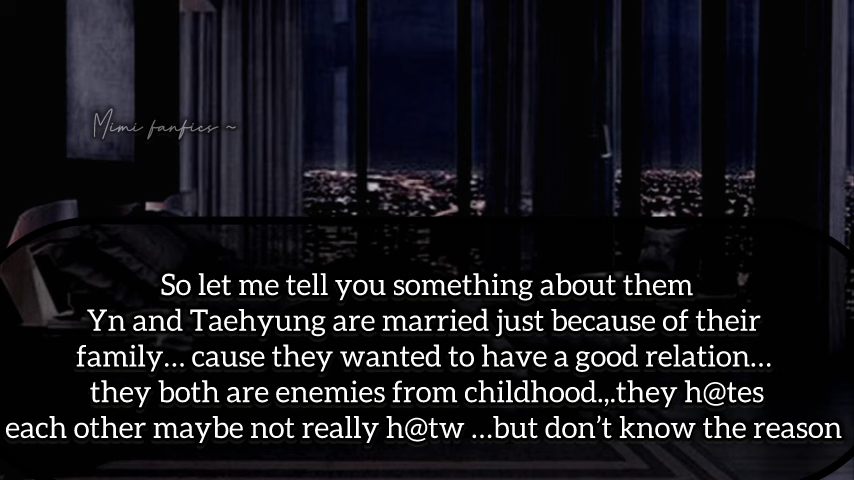 Mimi fanfics ~
So let me tell you something about them
Yn and Taehyung are married just because of their
family... cause they wanted to have a good relation...
they both are enemies from childhood.,.they h@tes
each other maybe not really h@tw ...but don't know the reason